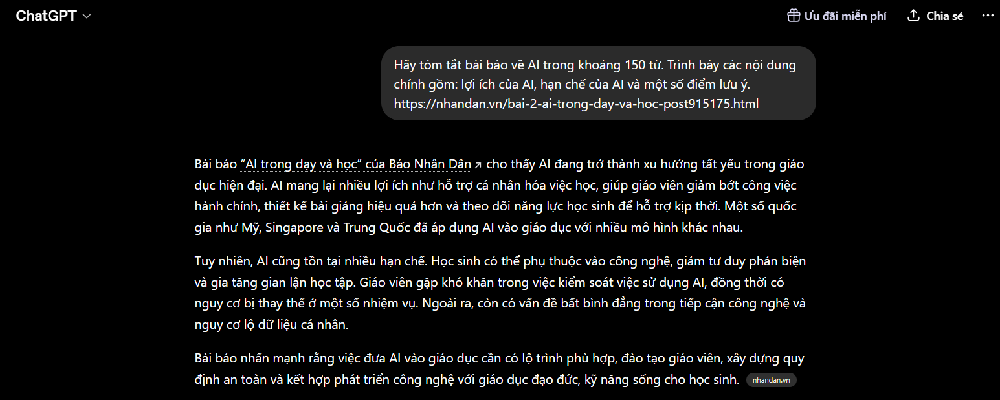 ChatGPT
Ưu đãi miễn phí
Chia sẻ
Hãy tóm tắt bài báo về AI trong khoảng 150 từ. Trình bày các nội dung
chính gồm: lợi ích của AI, hạn chế của AI và một số điểm lưu ý.
https://nhandan.vn/bai-2-ai-trong-day-va-hoc-post915175.html
Bài báo “AI trong dạy và học” của Báo Nhân Dân cho thấy AI đang trở thành xu hướng tất yếu trong giáo
dục hiện đại. AI mang lại nhiều lợi ích như hỗ trợ cá nhân hóa việc học, giúp giáo viên giảm bớt công việc
hành chính, thiết kế bài giảng hiệu quả hơn và theo dõi năng lực học sinh để hỗ trợ kịp thời. Một số quốc
gia như Mỹ, Singapore và Trung Quốc đã áp dụng AI vào giáo dục với nhiều mô hình khác nhau.
Tuy nhiên, AI cũng tồn tại nhiều hạn chế. Học sinh có thể phụ thuộc vào công nghệ, giảm tư duy phản biện
và gia tăng gian lận học tập. Giáo viên gặp khó khăn trong việc kiểm soát việc sử dụng AI, đồng thời có
nguy cơ bị thay thế ở một số nhiệm vụ. Ngoài ra, còn có vấn đề bất bình đẳng trong tiếp cận công nghệ và
nguy cơ lộ dữ liệu cá nhân.
Bài báo nhấn mạnh rằng việc đưa AI vào giáo dục cần có lộ trình phù hợp, đào tạo giáo viên, xây dựng quy
định an toàn và kết hợp phát triển công nghệ với giáo dục đạo đức, kỹ năng sống cho học sinh. nhandan.vn